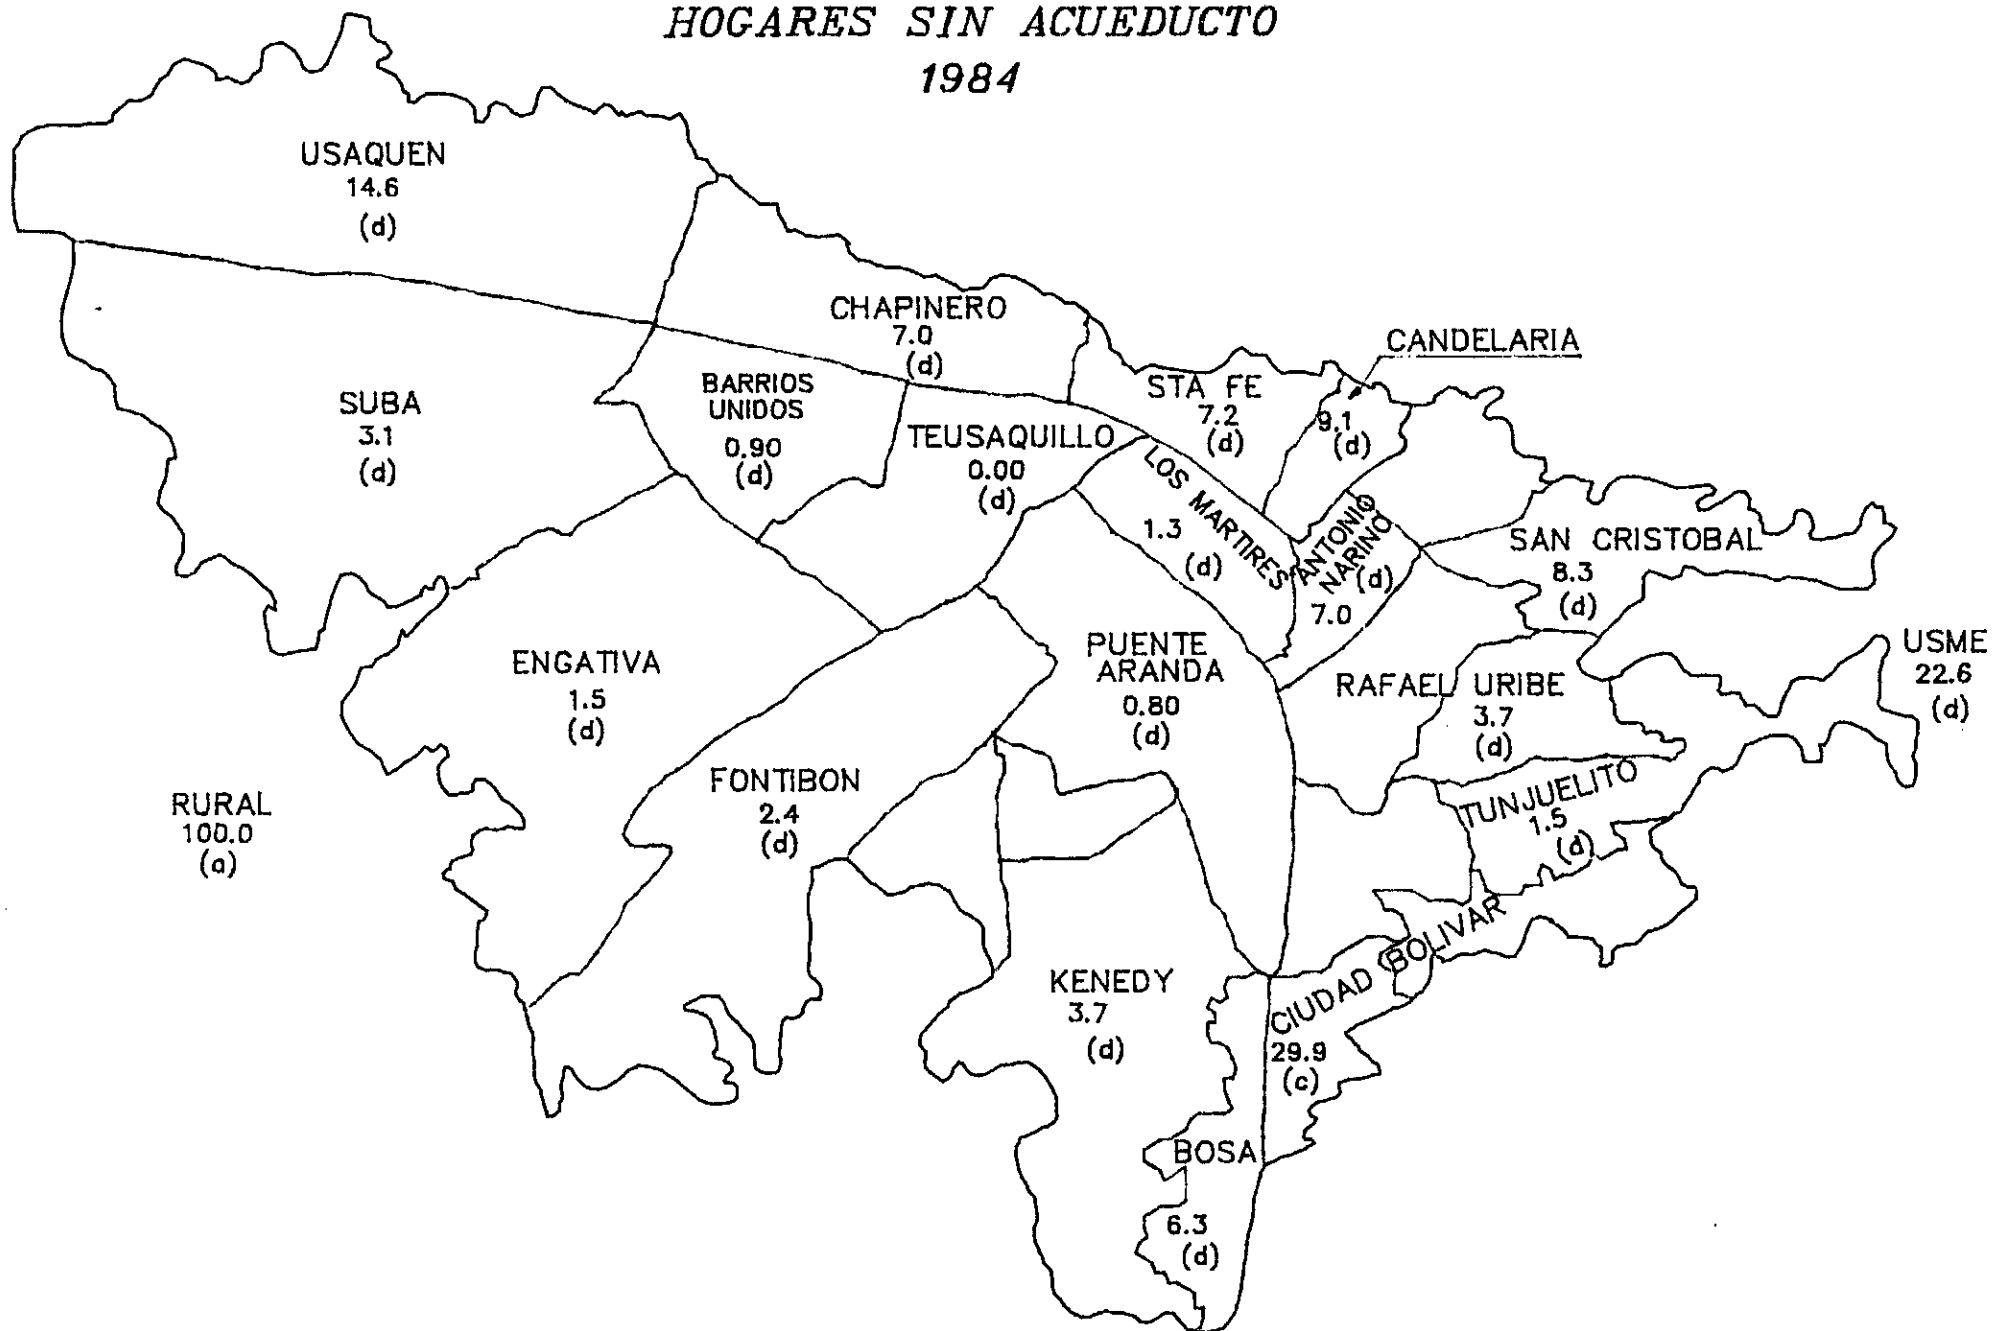 HOGARES SIN ACUEDUCTO
1984
USAQUEN
14.6
(d)
CHAPINERO
7.0
(d)
CANDELARIA
9.1
(d)
STA FE
7.2
(d)
SUBA
3.1
(d)
BARRIOS
UNIDOS
0.90
(d)
TEUSAQUILLO
0.00
(d)
LOS MARTIRES
1.3
(d)
ANTONIO
NARINO
(d)
7.0
SAN CRISTOBAL
8.3
(d)
USME
22.6
(d)
ENGATIVA
1.5
(d)
PUENTE
ARANDA
0.80
(d)
RAFAEL URIBE
3.7
(d)
RURAL
100.0
(a)
FONTIBON
2.4
(d)
TUNJUELITO
1.5
(d)
KENEDY
3.7
(d)
CIUDAD BOLIVAR
29.9
(c)
BOSA
6.3
(d)